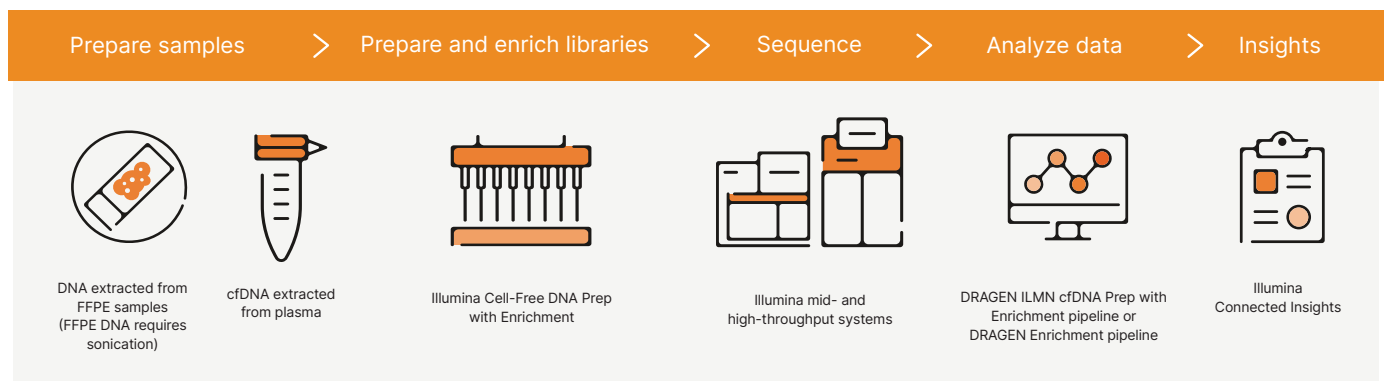 Prepare samples
Prepare and enrich libraries
Sequence
Analyze data
Insights
DNA extracted from
FFPE samples
(FFPE DNA requires
sonication)
cfDNA extracted
from plasma
Illumina Cell-Free DNA Prep
with Enrichment
Illumina mid- and
high-throughput systems
DRAGEN ILMN cfDNA Prep with
Enrichment pipeline or
DRAGEN Enrichment pipeline
Illumina
Connected Insights